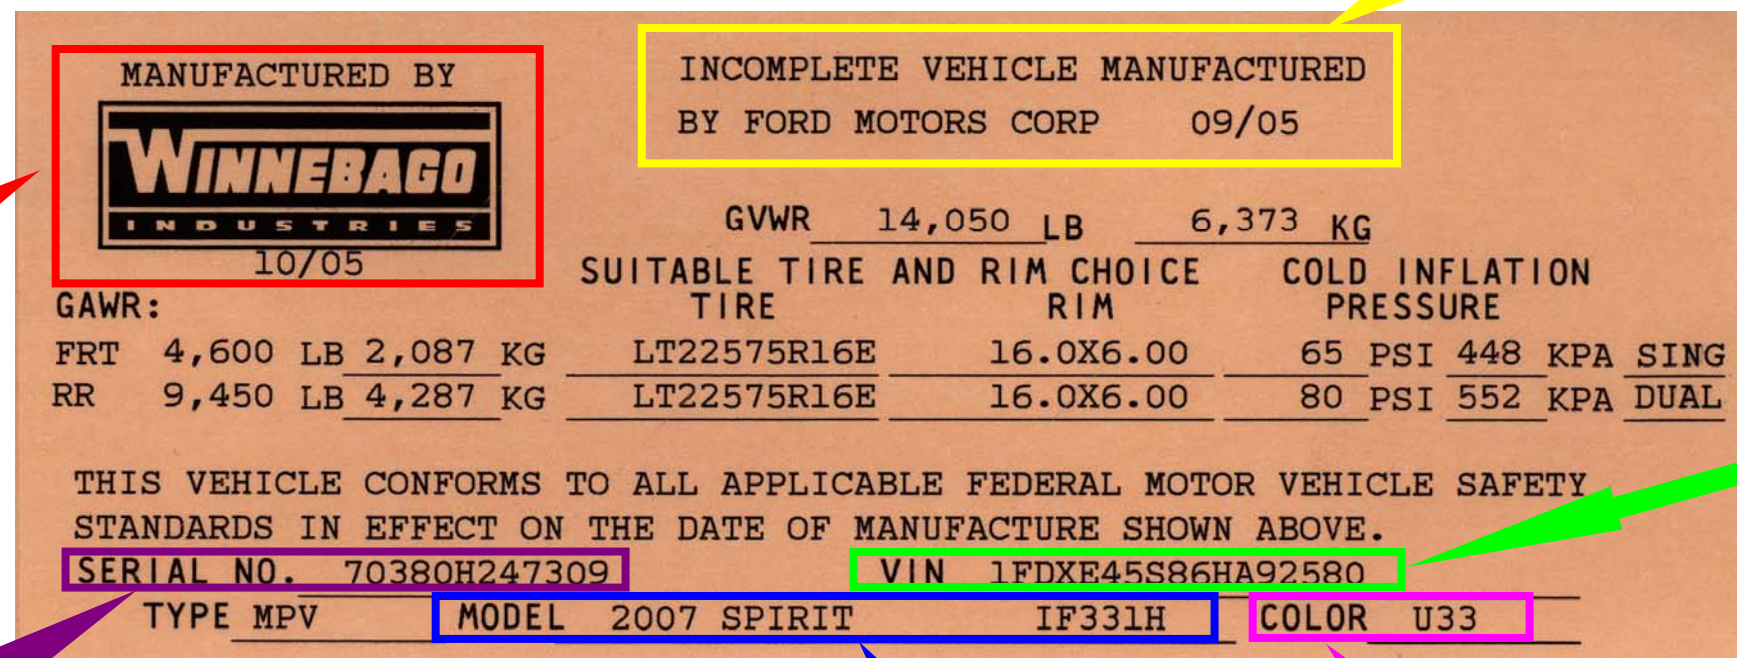 MANUFACTURED BY
WINNEBAGO
INDUSTRIES
10/05
INCOMPLETE VEHICLE MANUFACTURED
BY FORD MOTORS CORP 09/05
GVWR 14,050 LB 6,373 KG
SUITABLE TIRE AND RIM CHOICE COLD INFLATION
GAWR: TIRE RIM PRESSURE
FRT 4,600 LB 2,087 KG LT22575R16E 16.0X6.00 65 PSI 448 KPA SING
RR 9,450 LB 4,287 KG LT22575R16E 16.0X6.00 80 PSI 552 KPA DUAL
THIS VEHICLE CONFORMS TO ALL APPLICABLE FEDERAL MOTOR VEHICLE SAFETY
STANDARDS IN EFFECT ON THE DATE OF MANUFACTURE SHOWN ABOVE.
SERIAL NO. 70380H247309 VIN 1FDXE45S86HA92580
TYPE MPV MODEL 2007 SPIRIT IF331H COLOR U33